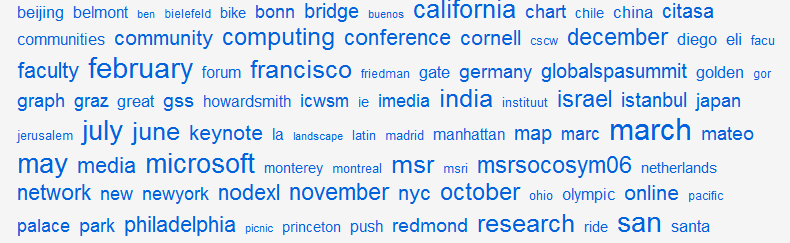 beijing belmont ben bielefeld bike bonn bridge buenos california chart chile china citasa
communities community computing conference cornell cscw december diego eli facu
faculty february forum francisco friedman gate germany globalspasummit golden gor
graph graz great gss howardsmith icwsm ie imedia india instituut israel istanbul japan
jerusalem july june keynote la landscape latin madrid manhattan map marc march mateo
may media microsoft monterey montreal msr msri msrsocosym06 netherlands
network new newyork nodexl november nyc october ohio olympic online pacific
palace park philadelphia picnic princeton push redmond research ride san santa